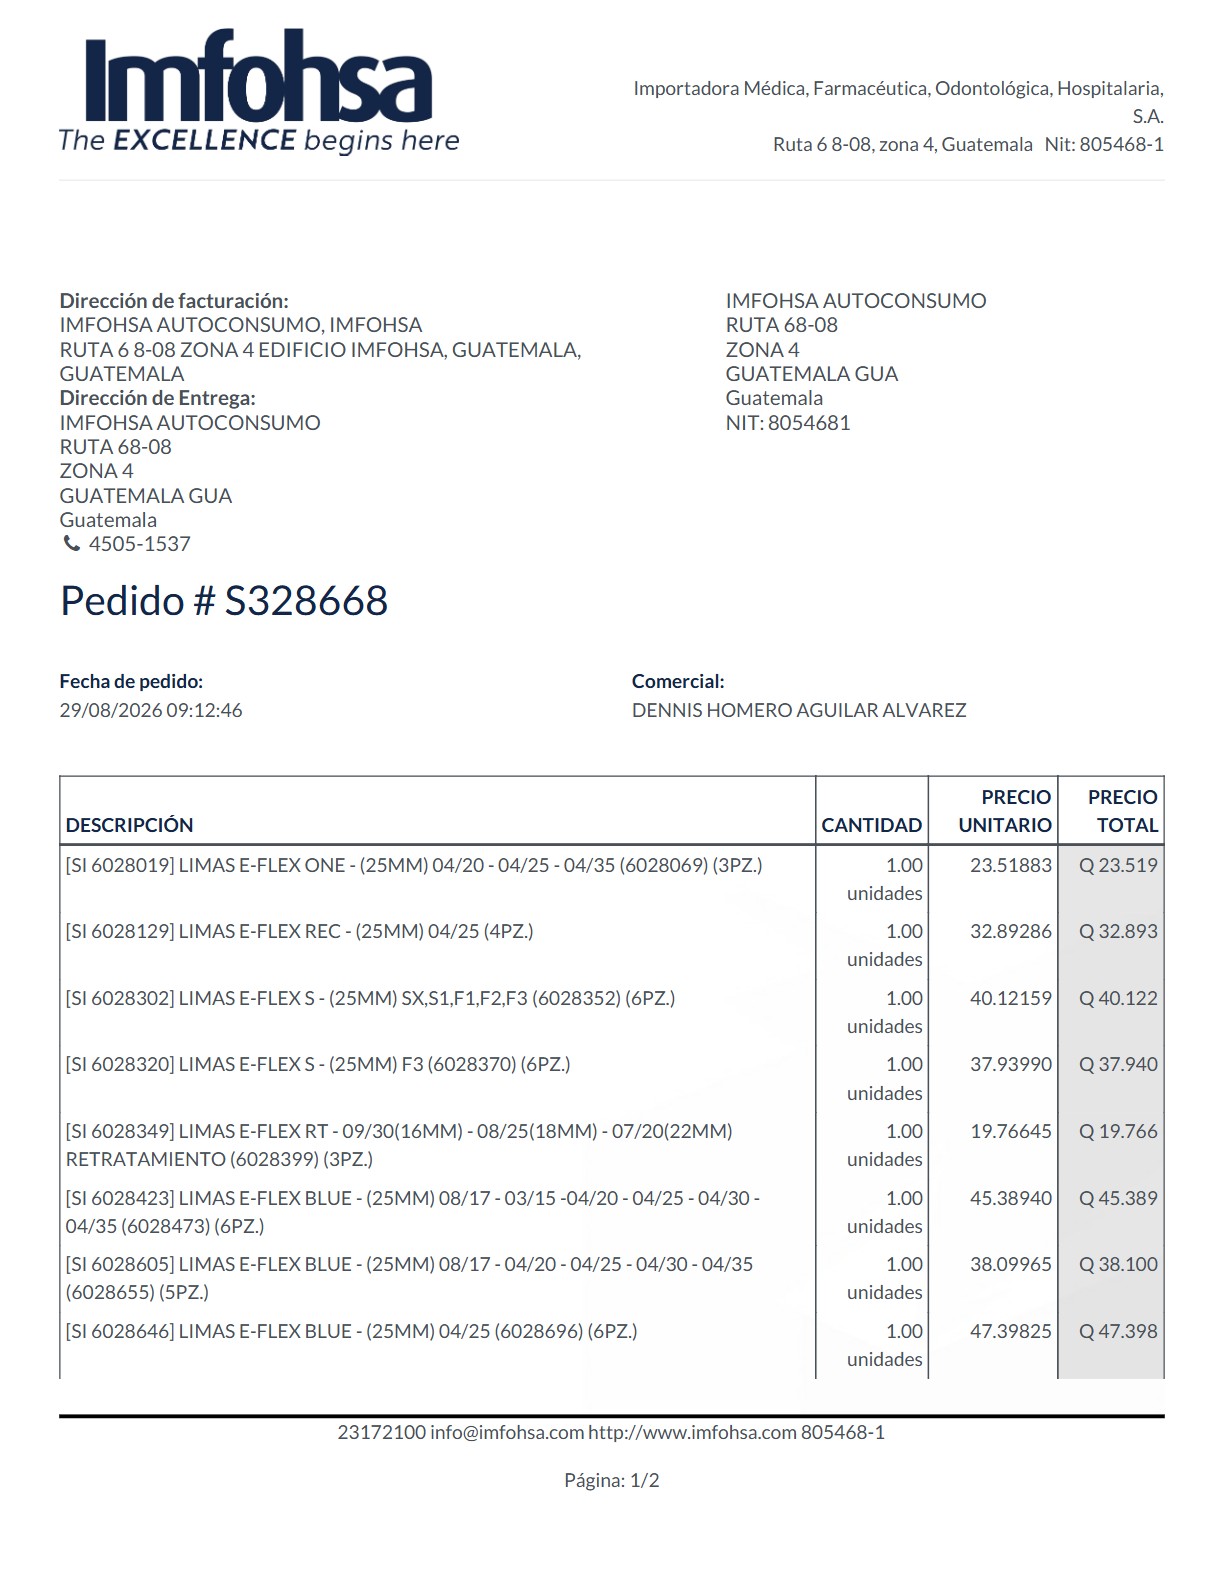 Imfohsa
The EXCELLENCE begins here
Importadora Médica, Farmacéutica, Odontológica, Hospitalaria,
S.A.
Ruta 6 8-08, zona 4, Guatemala Nit: 805468-1
Dirección de facturación:
IMFOHSA AUTOCONSUMO, IMFOHSA
RUTA 6 8-08 ZONA 4 EDIFICIO IMFOHSA, GUATEMALA,
GUATEMALA
Dirección de Entrega:
IMFOHSA AUTOCONSUMO
RUTA 68-08
ZONA 4
GUATEMALA GUA
Guatemala
4505-1537
IMFOHSA AUTOCONSUMO
RUTA 68-08
ZONA 4
GUATEMALA GUA
Guatemala
NIT: 8054681
Pedido # S328668
Fecha de pedido:
29/08/2026 09:12:46
Comercial:
DENNIS HOMERO AGUILAR ALVAREZ
DESCRIPCIÓN CANTIDAD PRECIO UNITARIO PRECIO TOTAL
[SI 6028019] LIMAS E-FLEX ONE - (25MM) 04/20 - 04/25 - 04/35 (6028069) (3PZ.) 1.00 23.51883 Q 23.519
unidades
[SI 6028129] LIMAS E-FLEX REC - (25MM) 04/25 (4PZ.) 1.00 32.89286 Q 32.893
unidades
[SI 6028302] LIMAS E-FLEX S - (25MM) SX,S1,F1,F2,F3 (6028352) (6PZ.) 1.00 40.12159 Q 40.122
unidades
[SI 6028320] LIMAS E-FLEX S - (25MM) F3 (6028370) (6PZ.) 1.00 37.93990 Q 37.940
unidades
[SI 6028349] LIMAS E-FLEX RT - 09/30(16MM) - 08/25(18MM) - 07/20(22MM) 1.00 19.76645 Q 19.766
RETRATAMIENTO (6028399) (3PZ.) unidades
[SI 6028423] LIMAS E-FLEX BLUE - (25MM) 08/17 - 03/15 -04/20 - 04/25 - 04/30 - 1.00 45.38940 Q 45.389
04/35 (6028473) (6PZ.) unidades
[SI 6028605] LIMAS E-FLEX BLUE - (25MM) 08/17 - 04/20 - 04/25 - 04/30 - 04/35 1.00 38.09965 Q 38.100
(6028655) (5PZ.) unidades
[SI 6028646] LIMAS E-FLEX BLUE - (25MM) 04/25 (6028696) (6PZ.) 1.00 47.39825 Q 47.398
unidades
23172100 info@imfohsa.com http://www.imfohsa.com 805468-1
Página: 1/2